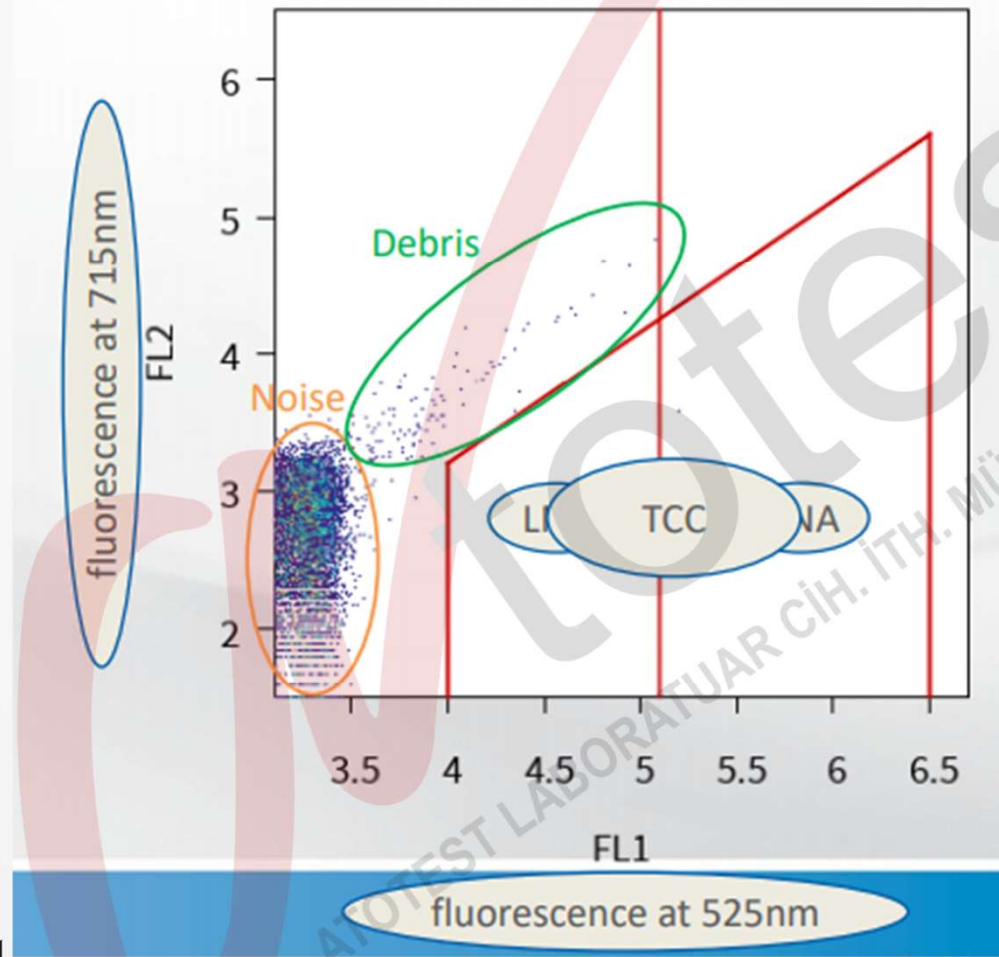 6
5
4
3
2
fluorescence at 715nm
FL2
Debris
Noise
TCC
NA
3.5 4 4.5 5 5.5 6 6.5
FL1
fluorescence at 525nm
totes
ATOTEST LABORATUAR CİH. İTH.